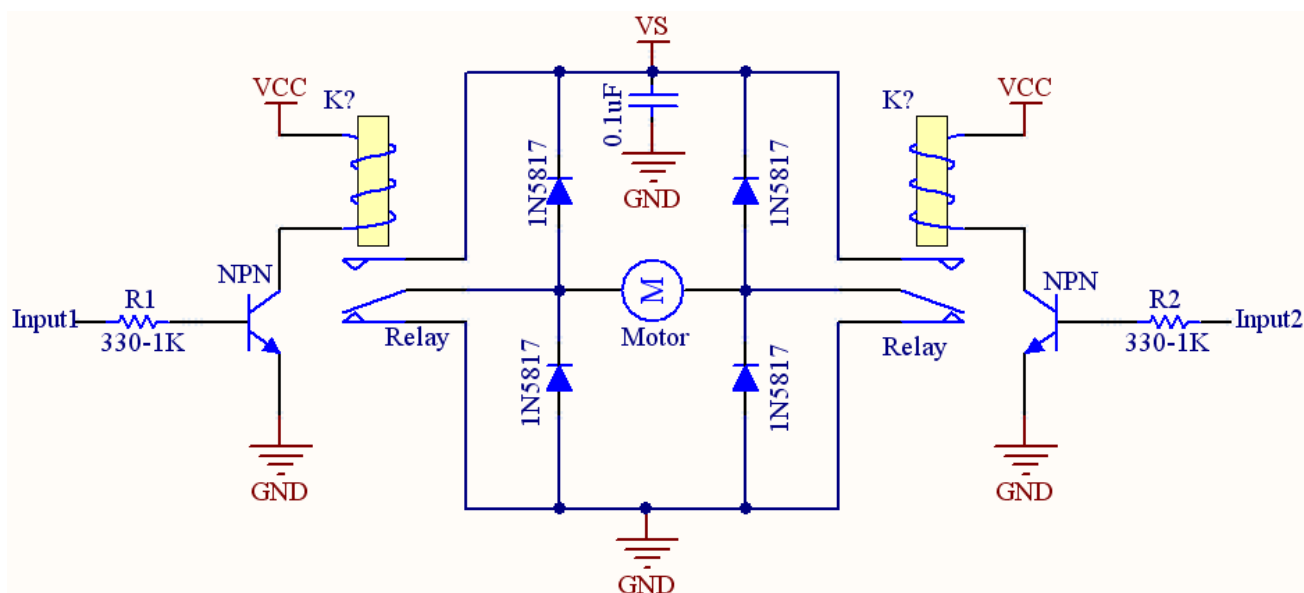 VS
VCC
K?
K?
VCC
0.1uF
1N5817
1N5817
GND
NPN
NPN
Input1
R1
330-1K
Relay
M
Motor
Relay
R2
330-1K
Input2
1N5817
1N5817
GND
GND
GND